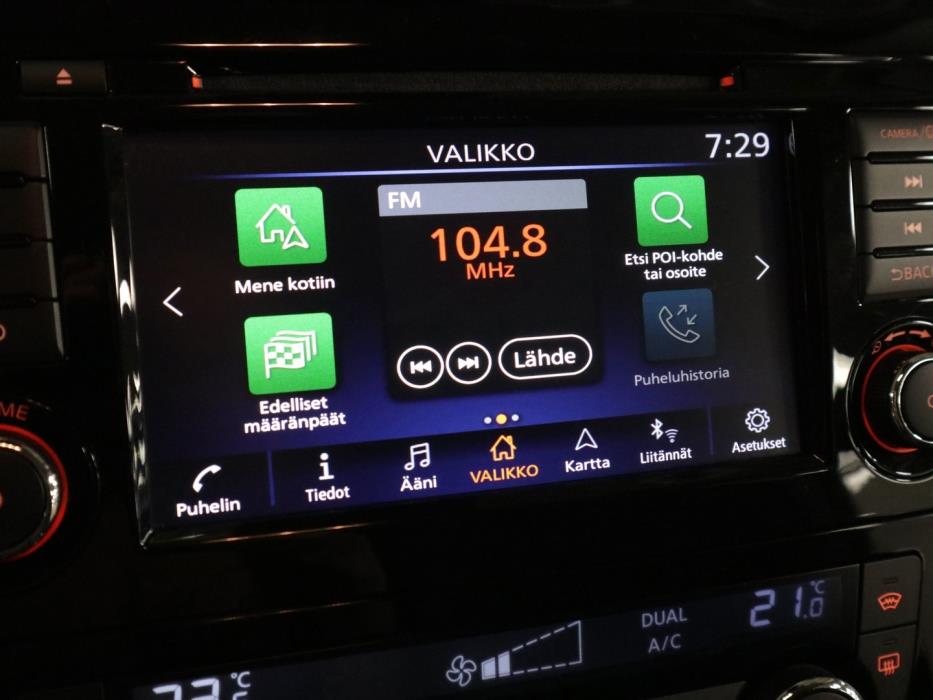 VALIKKO
7:29
CAMERA/
FM
104.8
MHz
Mene kotiin
Etsi POI-kohde
tai osoite
BACK
Lähde
Puheluhistoria
Edelliset
määränpäät
Puhelin
Tiedot
Ääni
VALIKKO
Kartta
Liitännät
Asetukset
DUAL
A/C
21.0
°C
°C